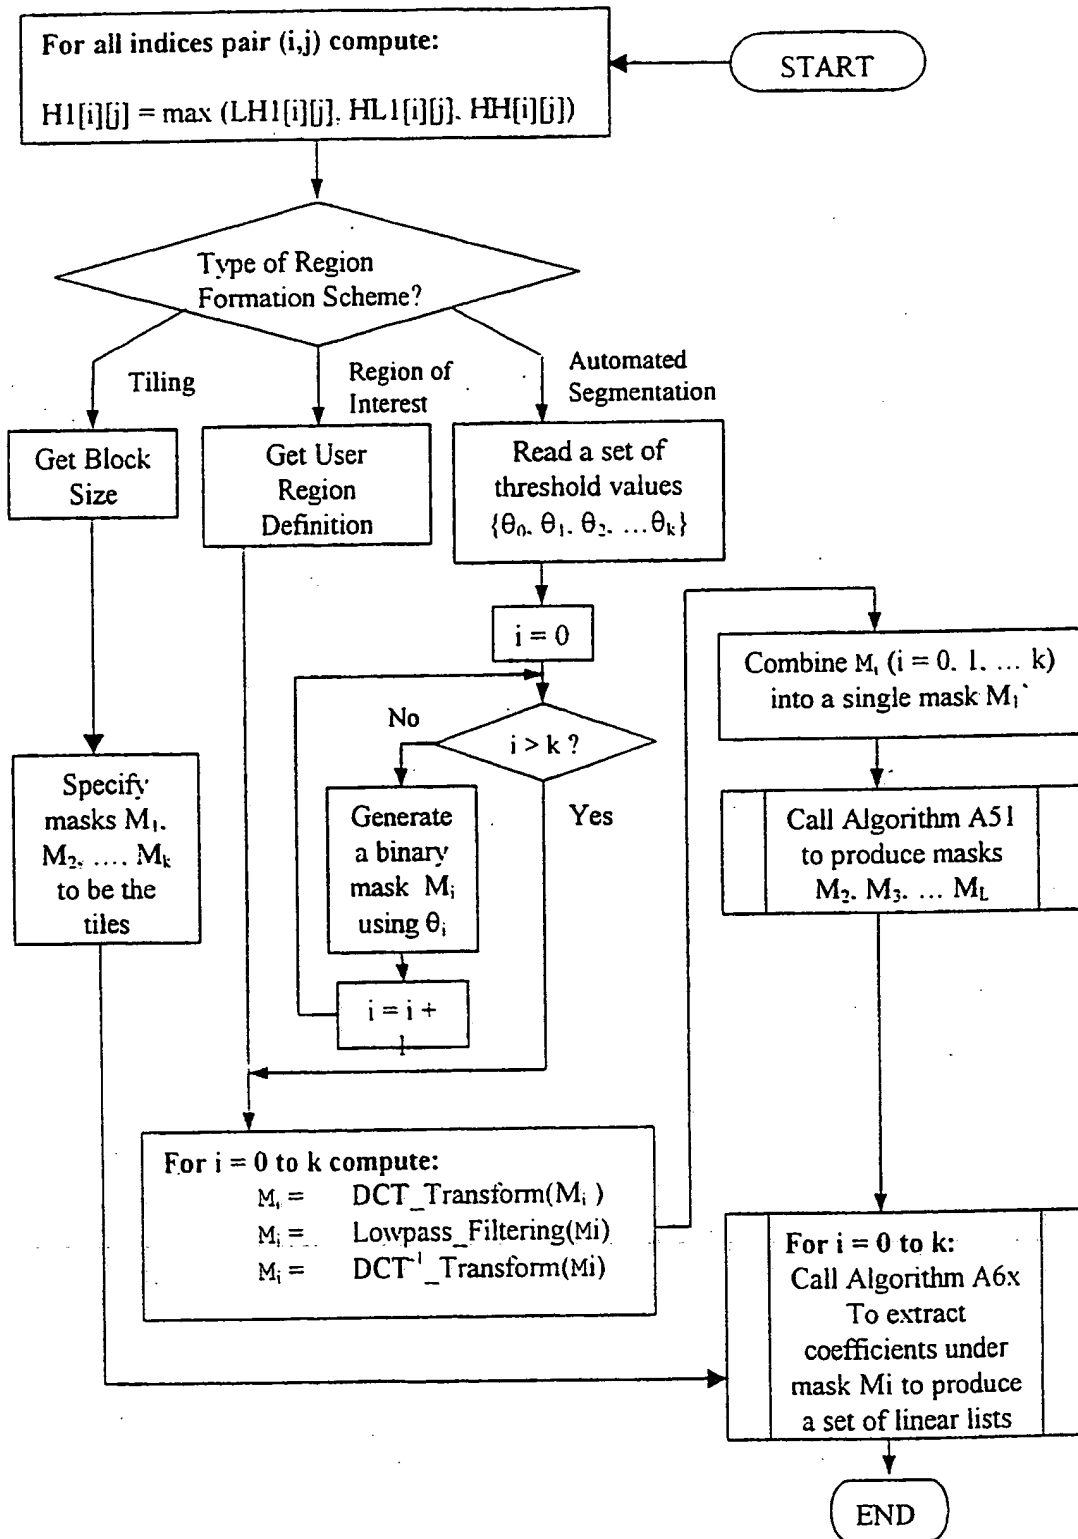 For all indices pair (i,j) compute:
H1[i][j] = max (LH1[i][j], HL1[i][j]. HH[i][j])
START
Type of Region
Formation Scheme?
Tiling
Region of
Interest
Automated
Segmentation
Get Block
Size
Get User
Region
Definition
Read a set of
threshold values
{θ₀. θ₁. θ₂. …θₖ}
i = 0
No
i > k ?
Yes
Generate
a binary
mask Mᵢ
using θᵢ
i = i +
1
Specify
masks M₁.
M₂, …. Mₖ
to be the
tiles
Combine Mᵢ (i = 0. 1. … k)
into a single mask M₁`
Call Algorithm A51
to produce masks
M₂. M₃. … M_L
For i = 0 to k compute:
Mᵢ = DCT_Transform(Mᵢ )
Mᵢ = Lowpass_Filtering(Mi)
Mᵢ = DCT⁻¹_Transform(Mi)
For i = 0 to k:
Call Algorithm A6x
To extract
coefficients under
mask Mi to produce
a set of linear lists
END